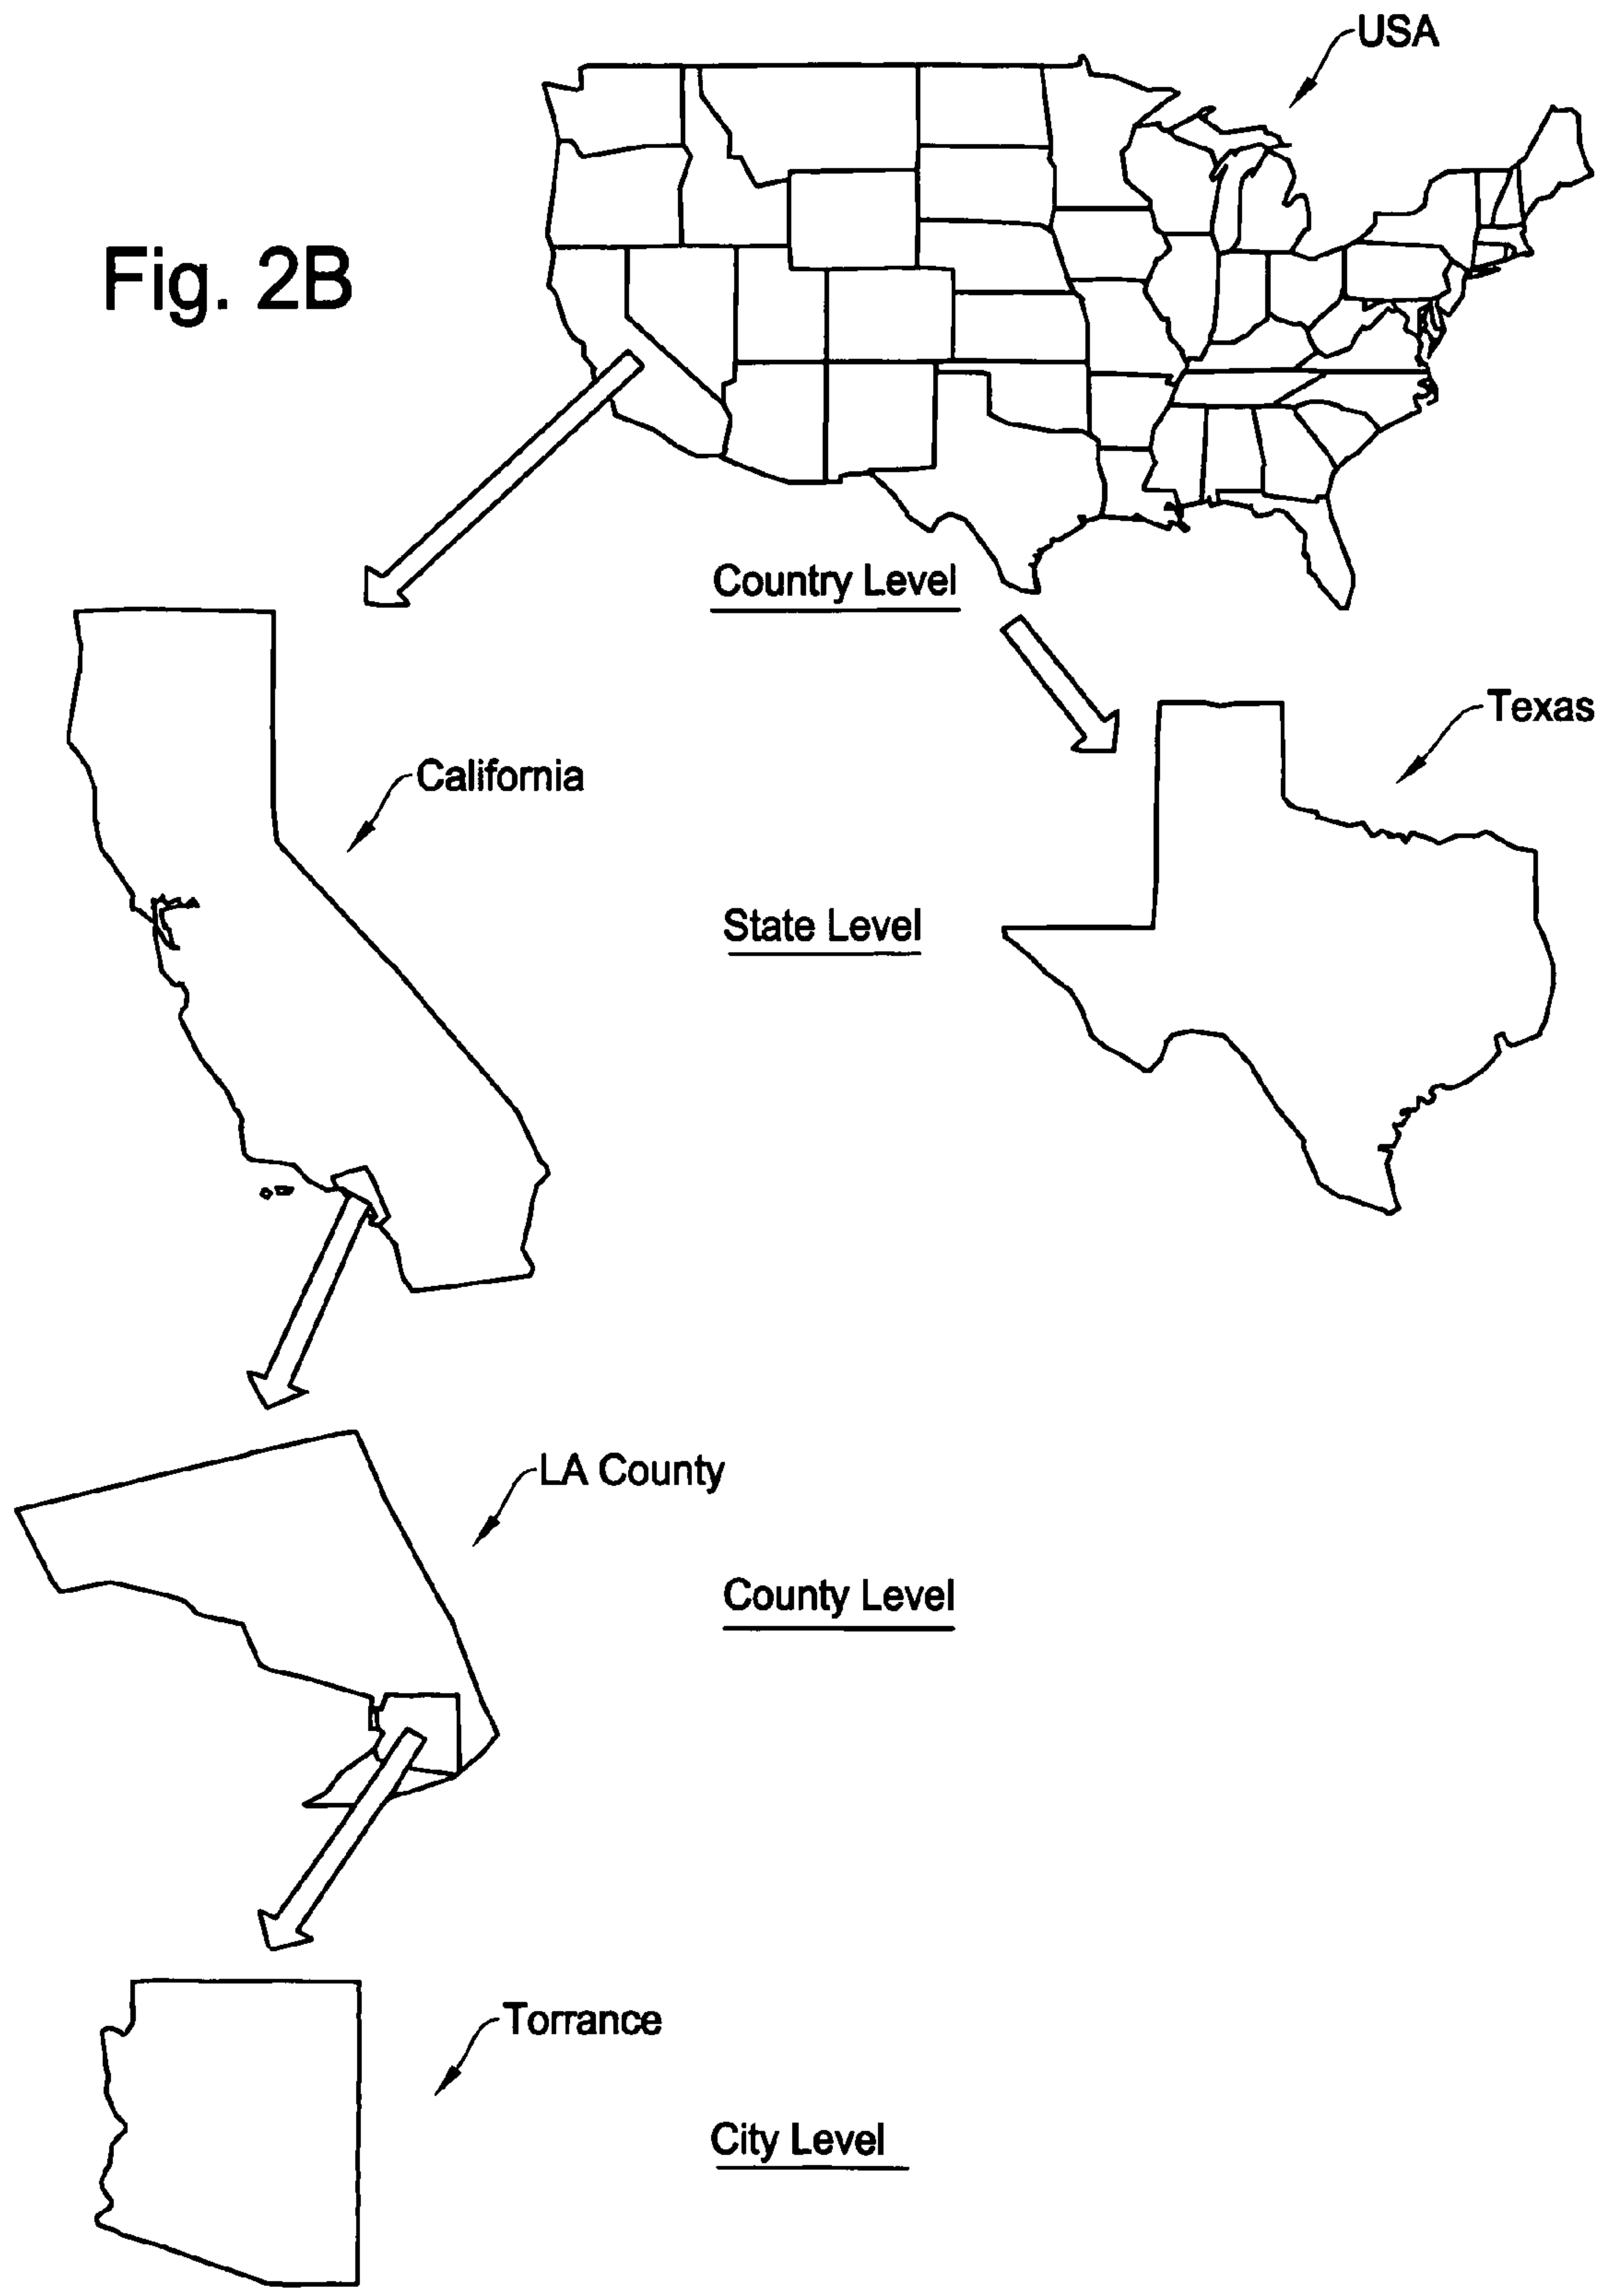 USA
Fig. 2B
Country Level
Texas
California
State Level
LA County
County Level
Torrance
City Level